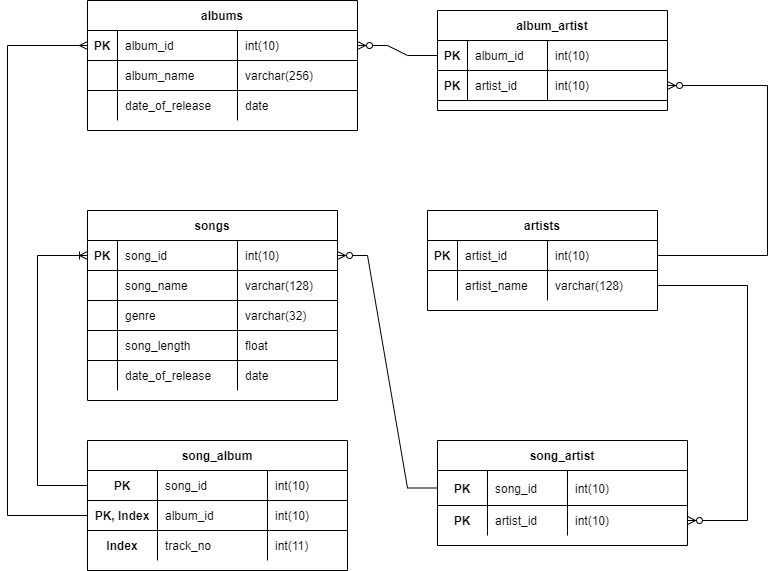 albums
PK album_id int(10)
album_name varchar(256)
date_of_release date
album_artist
PK album_id int(10)
PK artist_id int(10)
songs
PK song_id int(10)
song_name varchar(128)
genre varchar(32)
song_length float
date_of_release date
artists
PK artist_id int(10)
artist_name varchar(128)
song_album
PK song_id int(10)
PK, Index album_id int(10)
Index track_no int(11)
song_artist
PK song_id int(10)
PK artist_id int(10)